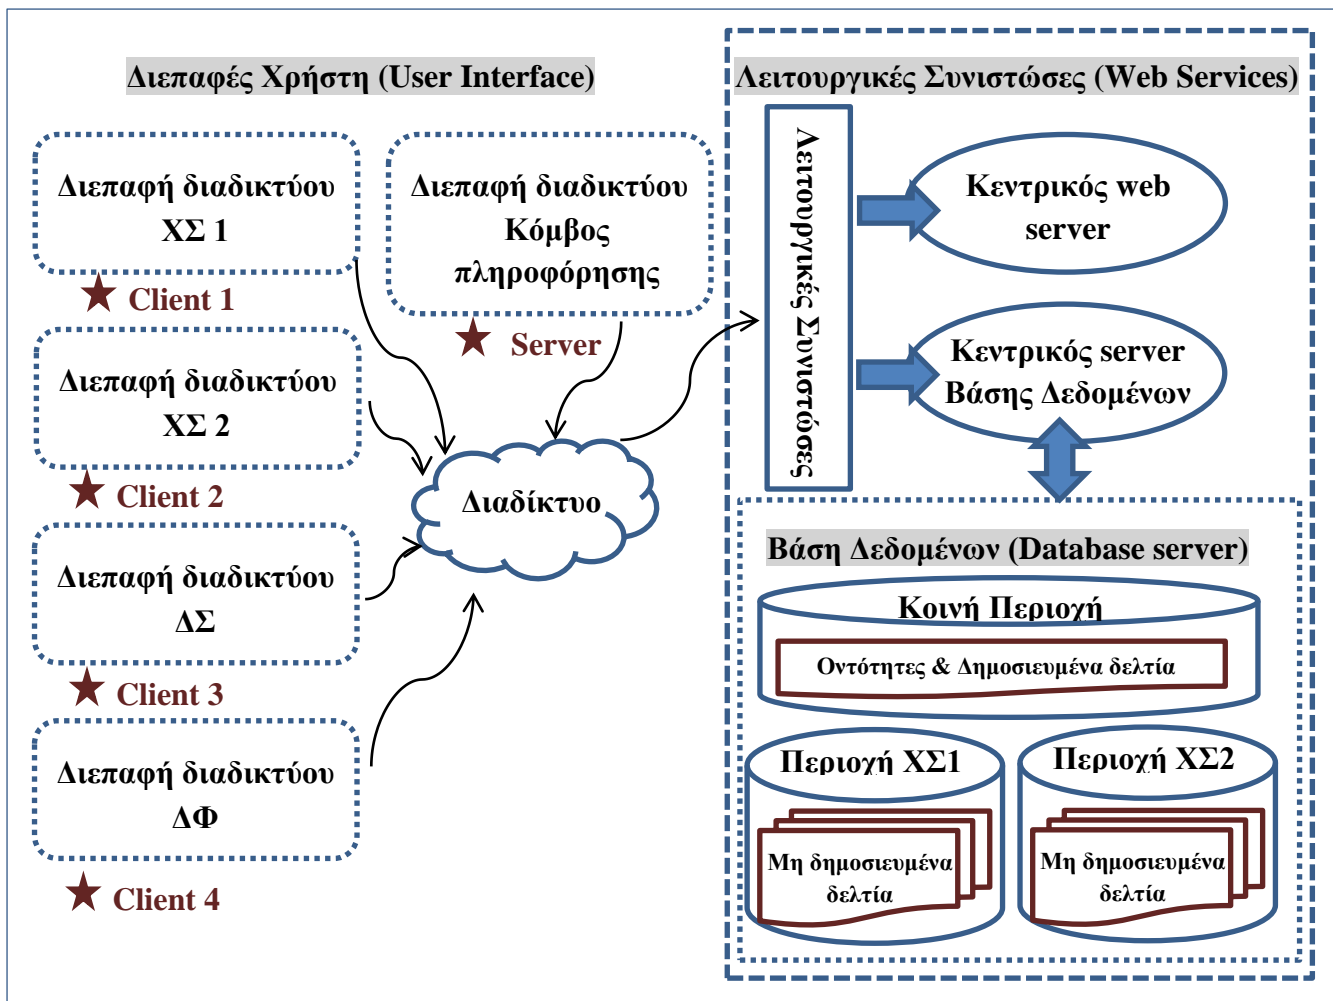 Διεπαφές Χρήστη (User Interface)
Διεπαφή διαδικτύου
ΧΣ 1
Client 1
Διεπαφή διαδικτύου
Κόμβος
πληροφόρησης
Server
Διεπαφή διαδικτύου
ΧΣ 2
Client 2
Διεπαφή διαδικτύου
ΔΣ
Client 3
Διεπαφή διαδικτύου
ΔΦ
Client 4
Διαδίκτυο
Λειτουργικές Συνιστώσες (Web Services)
Λειτουργικές Συνιστώσες
Κεντρικός web
server
Κεντρικός server
Βάσης Δεδομένων
Βάση Δεδομένων (Database server)
Κοινή Περιοχή
Οντότητες & Δημοσιευμένα δελτία
Περιοχή ΧΣ1
Μη δημοσιευμένα
δελτία
Περιοχή ΧΣ2
Μη δημοσιευμένα
δελτία